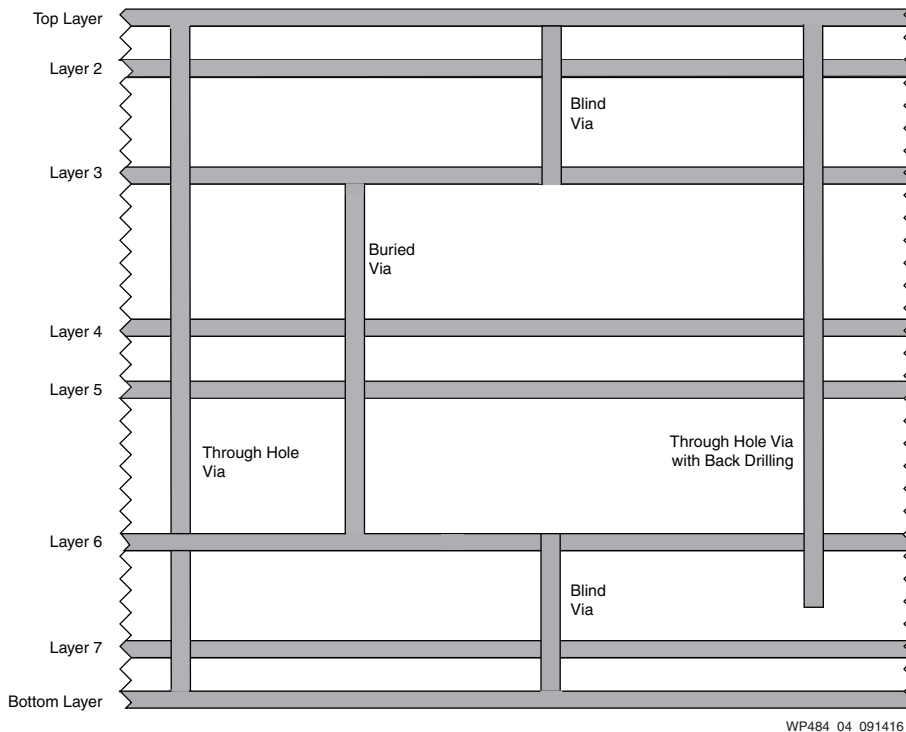 Top Layer
Layer 2
Blind
Via
Layer 3
Buried
Via
Layer 4
Layer 5
Through Hole
Via
Through Hole Via
with Back Drilling
Layer 6
Blind
Via
Layer 7
Bottom Layer
WP484_04_091416